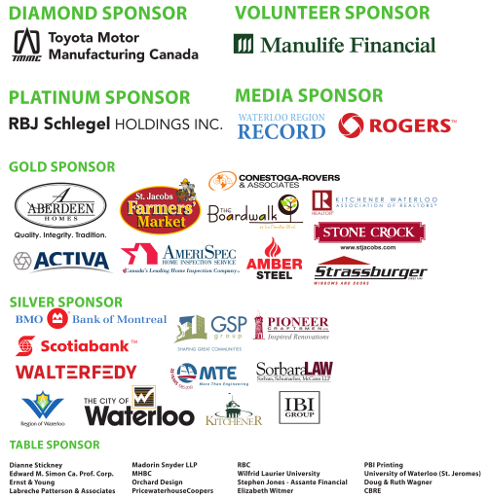 DIAMOND SPONSOR
Toyota Motor
Manufacturing Canada
TMMC
VOLUNTEER SPONSOR
Manulife Financial
PLATINUM SPONSOR
RBJ Schlegel HOLDINGS INC.
MEDIA SPONSOR
WATERLOO REGION
RECORD
ROGERS™
GOLD SPONSOR
A
ABERDEEN
HOMES
Quality. Integrity. Tradition.
St. Jacobs
Farmers'
Market
CONESTOGA-ROVERS
& ASSOCIATES
THE
Boardwalk
R
REALTOR®
KITCHENER WATERLOO
ASSOCIATION OF REALTORS®
STONE CROCK
www.stjacobs.com
ACTIVA
AMERISPEC
HOME INSPECTION SERVICE
Canada's Leading Home Inspection Company
AMBER
STEEL
Strassburger
WINDOWS AND DOORS
SILVER SPONSOR
BMO Bank of Montreal
GSP
group
SHAPING GREAT COMMUNITIES
PIONEER
CRAFTSMEN
Inspired Renovations
Scotiabank™
WALTERFEDY
MTE
More Than Engineering
SorbaraLAW
Sorbara, Schumacher, McCann LLP
Region of Waterloo
THE CITY OF
Waterloo
KITCHENER
IBI
GROUP
TABLE SPONSOR
Dianne Stickney
Edward M. Simon Ca. Prof. Corp.
Ernst & Young
Labreche Patterson & Associates
Madorin Snyder LLP
MHBC
Orchard Design
PricewaterhouseCoopers
RBC
Wilfrid Laurier University
Stephen Jones - Assante Financial
Elizabeth Witmer
PBI Printing
University of Waterloo (St. Jeromes)
Doug & Ruth Wagner
CBRE